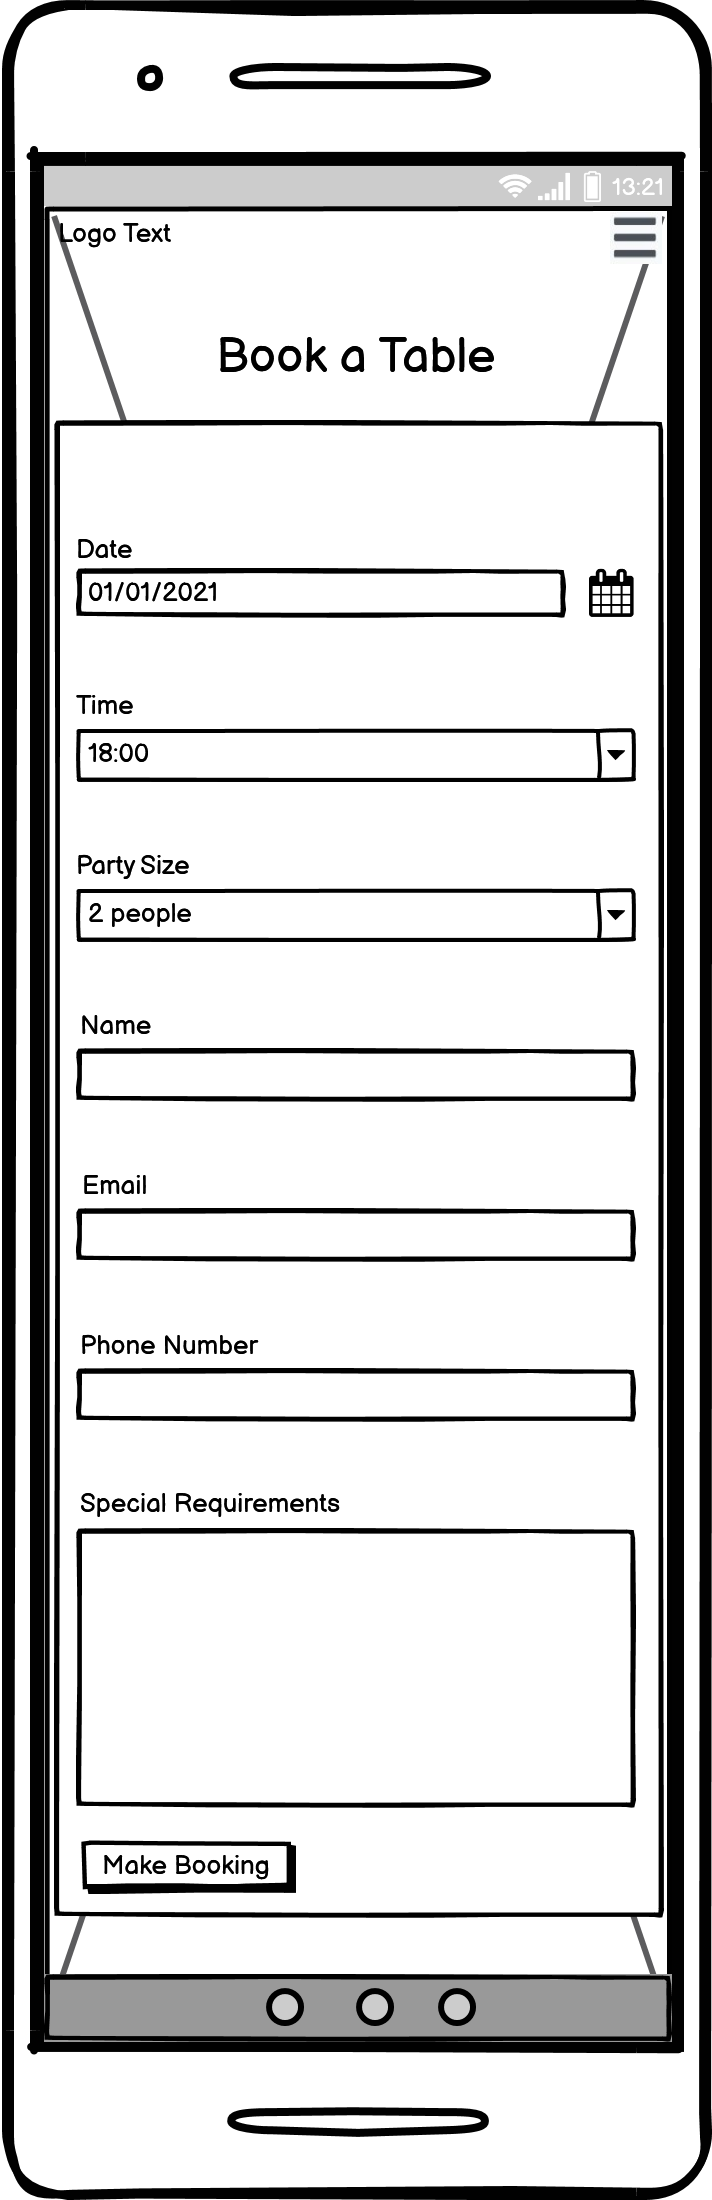 13:21
Logo Text
Book a Table
Date
01/01/2021
Time
18:00
Party Size
2 people
Name
Email
Phone Number
Special Requirements
Make Booking